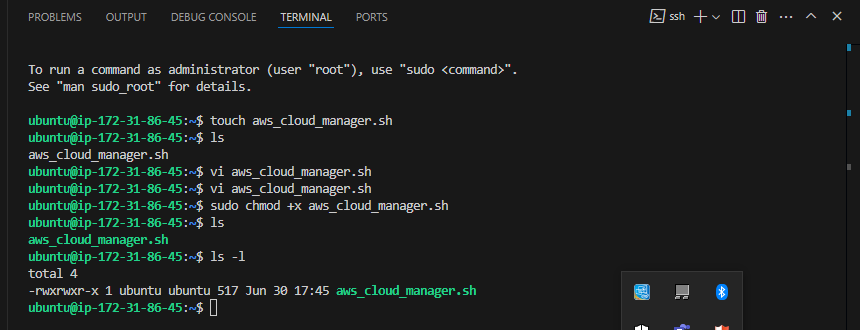 PROBLEMS OUTPUT DEBUG CONSOLE TERMINAL PORTS ssh
To run a command as administrator (user "root"), use "sudo <command>".
See "man sudo_root" for details.
ubuntu@ip-172-31-86-45:~$ touch aws_cloud_manager.sh
ubuntu@ip-172-31-86-45:~$ ls
aws_cloud_manager.sh
ubuntu@ip-172-31-86-45:~$ vi aws_cloud_manager.sh
ubuntu@ip-172-31-86-45:~$ vi aws_cloud_manager.sh
ubuntu@ip-172-31-86-45:~$ sudo chmod +x aws_cloud_manager.sh
ubuntu@ip-172-31-86-45:~$ ls
aws_cloud_manager.sh
ubuntu@ip-172-31-86-45:~$ ls -l
total 4
-rwxrwxr-x 1 ubuntu ubuntu 517 Jun 30 17:45 aws_cloud_manager.sh
ubuntu@ip-172-31-86-45:~$